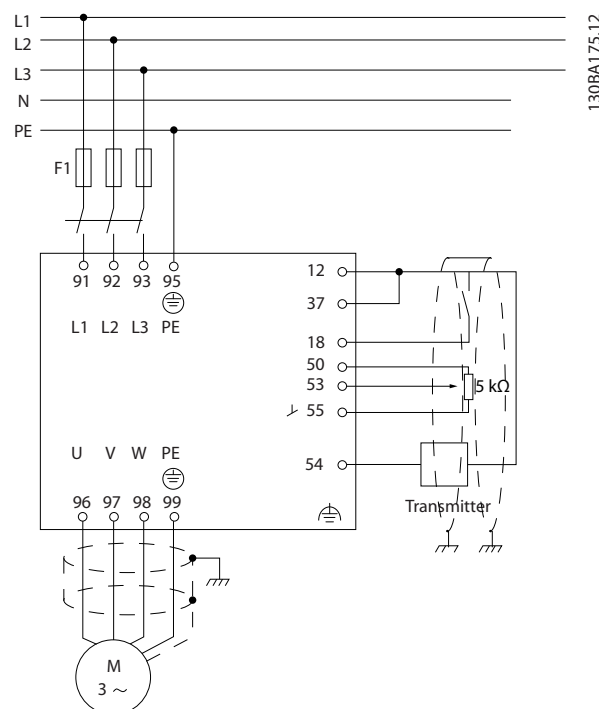 L1
L2
L3
N
PE
130BA175.12
F1
91 92 93 95
L1 L2 L3 PE
12
37
18
50
53
5 kΩ
55
54
Transmitter
U V W PE
96 97 98 99
M
3 ~